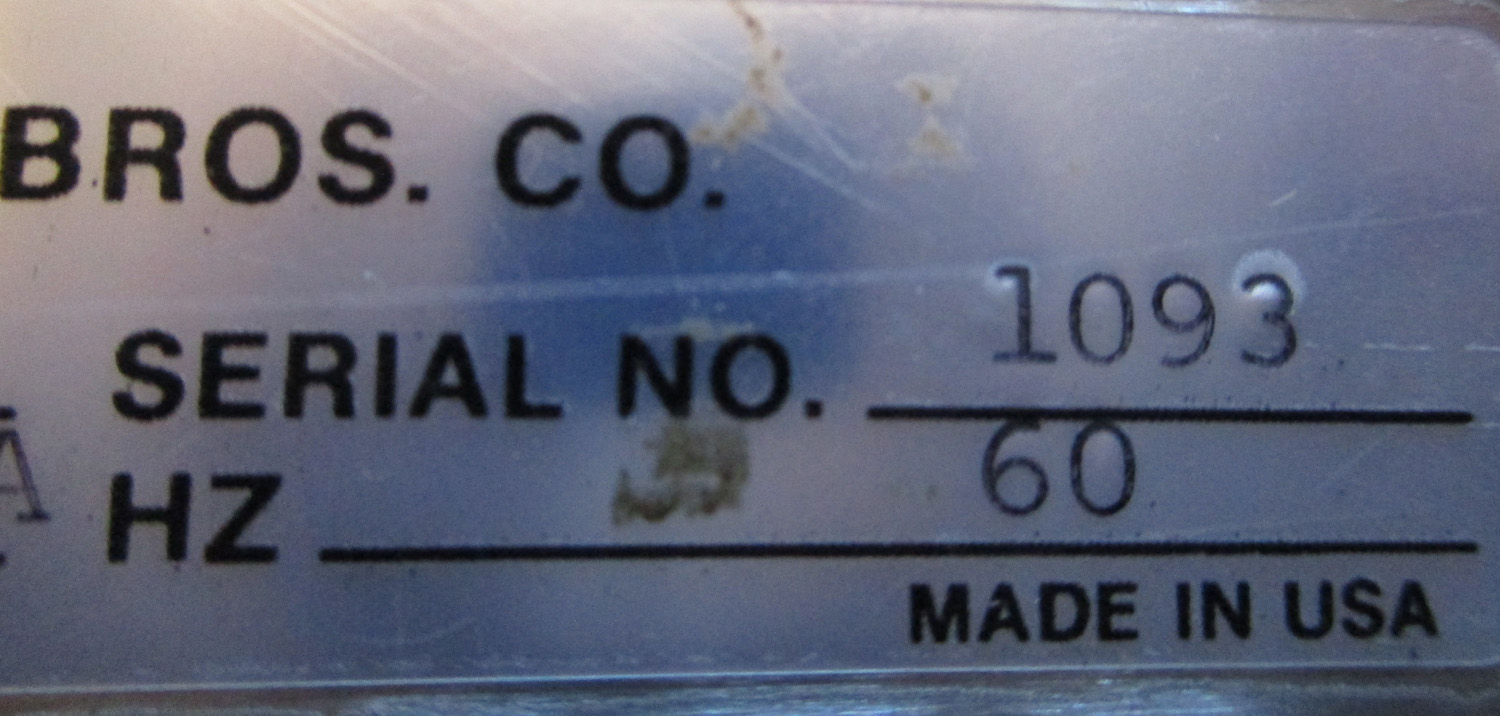 BROS. CO.
SERIAL NO. 1093
A HZ 60
MADE IN USA